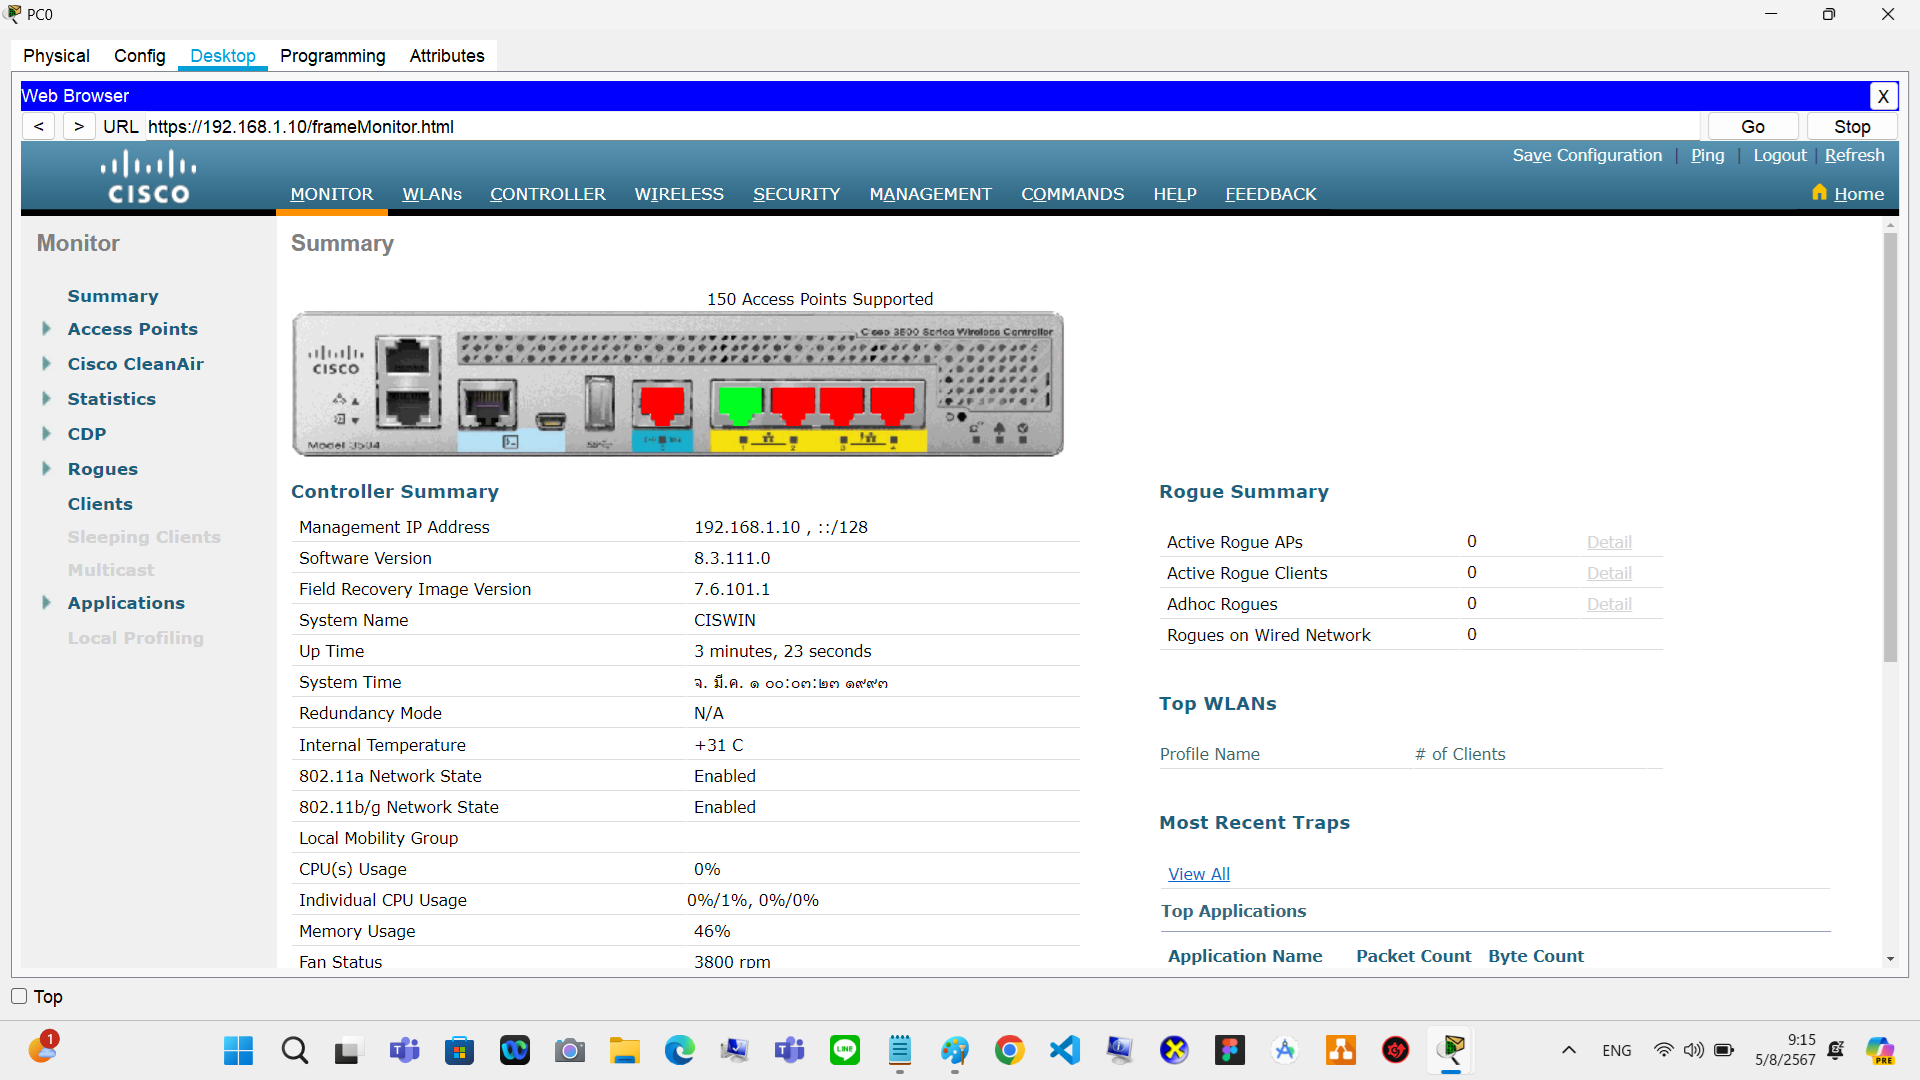 PC0
Physical Config Desktop Programming Attributes
Web Browser X
< > URL https://192.168.1.10/frameMonitor.html Go Stop
Save Configuration | Ping | Logout | Refresh
CISCO MONITOR WLANs CONTROLLER WIRELESS SECURITY MANAGEMENT COMMANDS HELP FEEDBACK Home
Monitor
Summary
Access Points
Cisco CleanAir
Statistics
CDP
Rogues
Clients
Sleeping Clients
Multicast
Applications
Local Profiling
Summary
150 Access Points Supported
Cisco 3500 Series Wireless Controller
CISCO
Model 3504
1 2 3 4
Controller Summary
Management IP Address 192.168.1.10 , ::/128
Software Version 8.3.111.0
Field Recovery Image Version 7.6.101.1
System Name CISWIN
Up Time 3 minutes, 23 seconds
System Time จ. มี.ค. ๑ ๐๐:๐๓:๒๓ ๑๙๙๓
Redundancy Mode N/A
Internal Temperature +31 C
802.11a Network State Enabled
802.11b/g Network State Enabled
Local Mobility Group
CPU(s) Usage 0%
Individual CPU Usage 0%/1%, 0%/0%
Memory Usage 46%
Fan Status 3800 rpm
Rogue Summary
Active Rogue APs 0 Detail
Active Rogue Clients 0 Detail
Adhoc Rogues 0 Detail
Rogues on Wired Network 0
Top WLANs
Profile Name # of Clients
Most Recent Traps
View All
Top Applications
Application Name Packet Count Byte Count
Top
1
LINE
ENG
9:15
5/8/2567
PRE